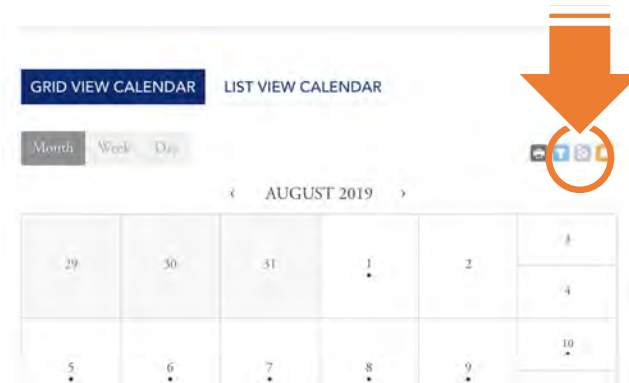 GRID VIEW CALENDAR LIST VIEW CALENDAR
Month Week Day
‹ AUGUST 2019 ›
29 30 31 1 2 3
4
5 6 7 8 9 10